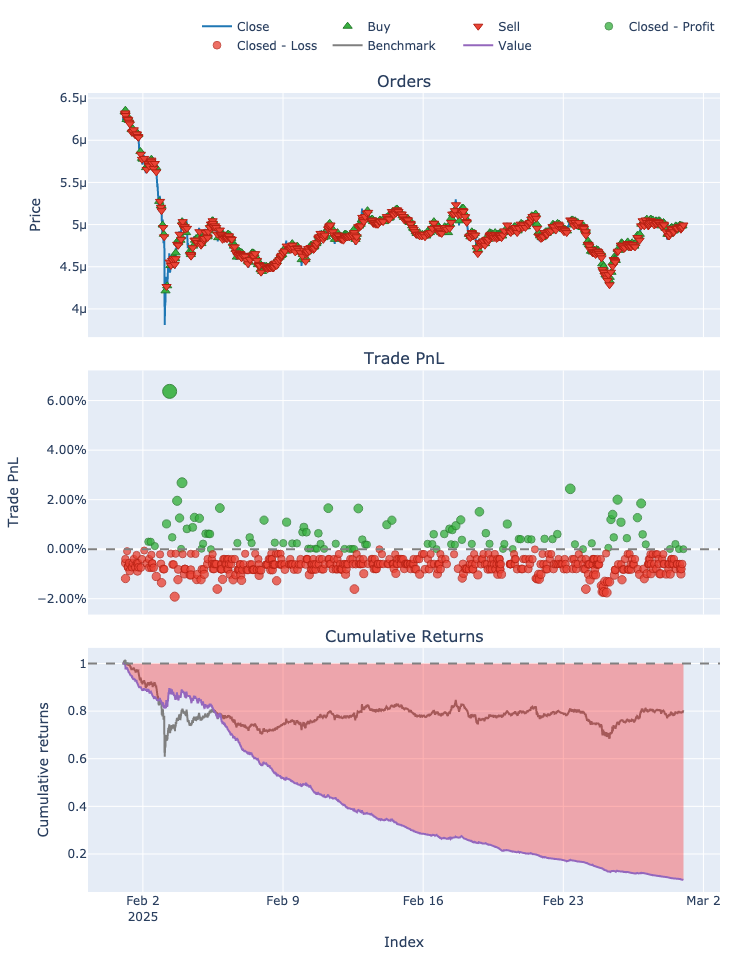 Close Buy Sell Closed - Profit
Closed - Loss Benchmark Value
Orders
6.5μ
6μ
5.5μ
5μ
4.5μ
4μ
Price
Trade PnL
6.00%
4.00%
2.00%
0.00%
−2.00%
Trade PnL
Cumulative Returns
1
0.8
0.6
0.4
0.2
Cumulative returns
Feb 2 Feb 9 Feb 16 Feb 23 Mar 2
2025
Index